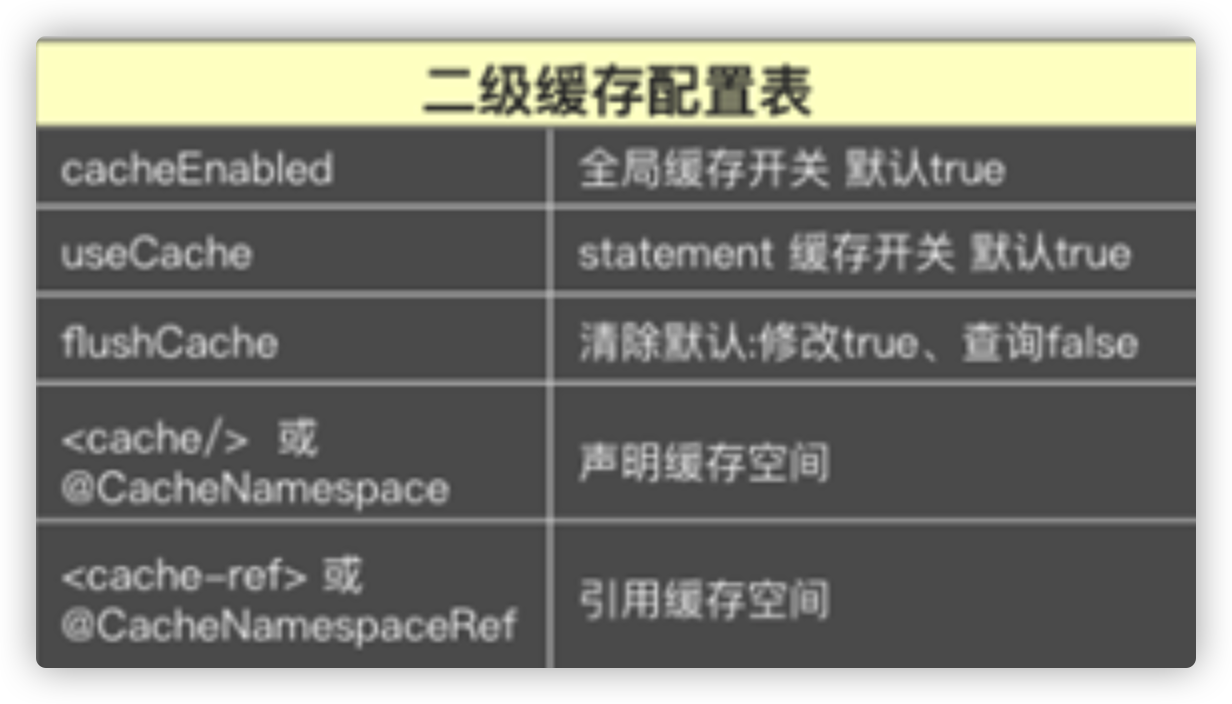 二级缓存配置表
cacheEnabled
全局缓存开关 默认true
useCache
statement 缓存开关 默认true
flushCache
清除默认:修改true、查询false
<cache/> 或
@CacheNamespace
声明缓存空间
<cache-ref> 或
@CacheNamespaceRef
引用缓存空间